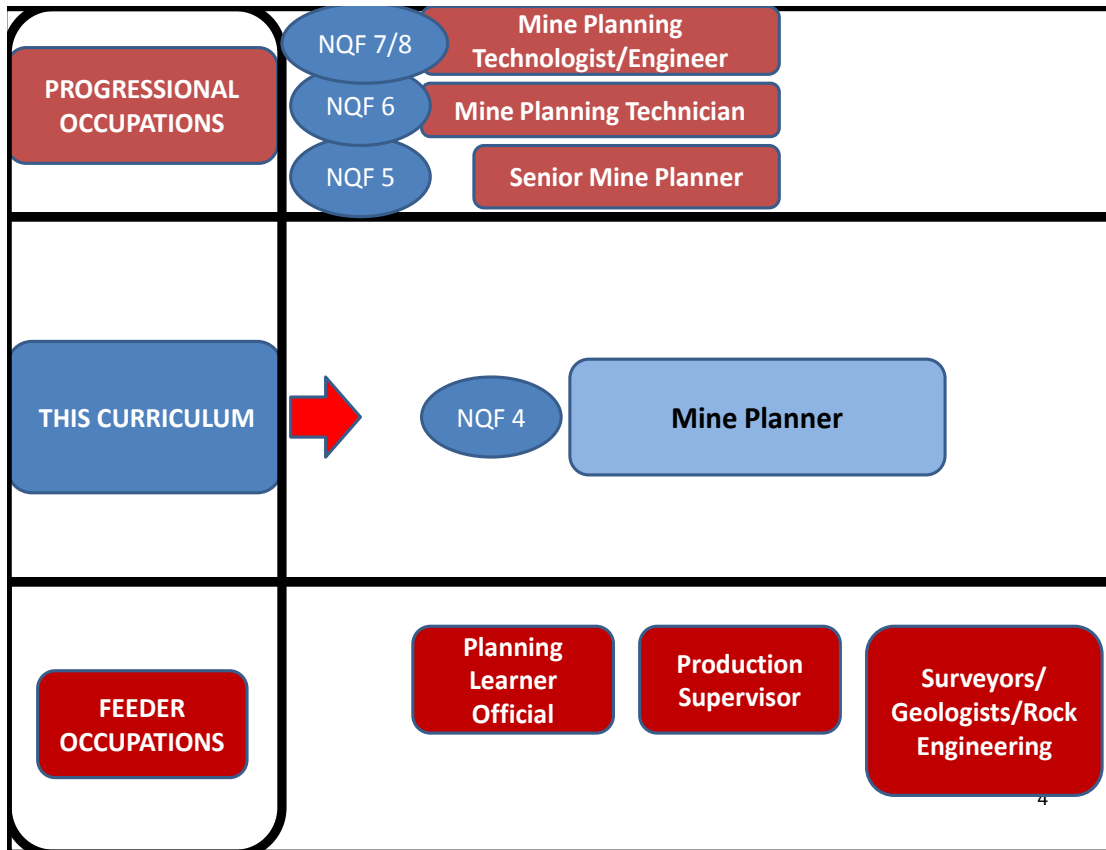 PROGRESSIONAL
OCCUPATIONS
NQF 7/8
Mine Planning
Technologist/Engineer
NQF 6
Mine Planning Technician
NQF 5
Senior Mine Planner
THIS CURRICULUM
NQF 4
Mine Planner
FEEDER
OCCUPATIONS
Planning
Learner
Official
Production
Supervisor
Surveyors/
Geologists/Rock
Engineering
4